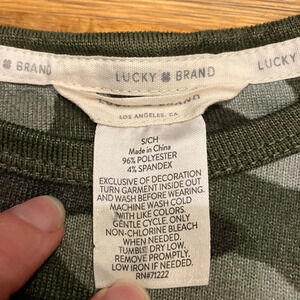 BRAND LUCKY BRAND LUCKY
LUCKY BRAND
LOS ANGELES, CA
S/CH
Made in China
96% POLYESTER
4% SPANDEX
EXCLUSIVE OF DECORATION
TURN GARMENT INSIDE OUT
AND WASH BEFORE WEARING.
MACHINE WASH COLD
WITH LIKE COLORS.
GENTLE CYCLE. ONLY
NON-CHLORINE BLEACH
WHEN NEEDED.
TUMBLE DRY LOW.
REMOVE PROMPTLY.
LOW IRON IF NEEDED.
RN#71222